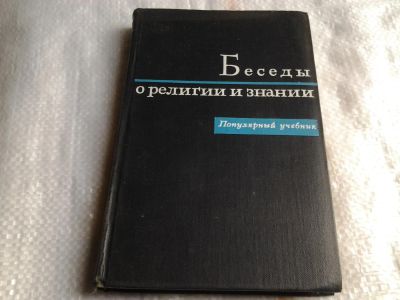 Беседы
о религии и знании
Популярный учебник